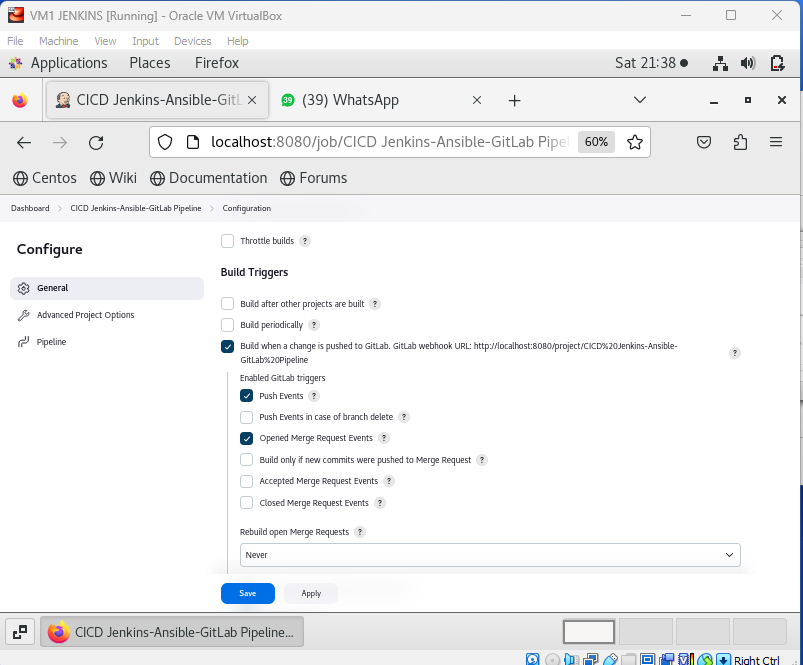 VM1 JENKINS [Running] - Oracle VM VirtualBox
File Machine View Input Devices Help
Applications Places Firefox Sat 21:38
CICD Jenkins-Ansible-GitL
39 (39) WhatsApp
localhost:8080/job/CICD Jenkins-Ansible-GitLab Pipe 60%
Centos Wiki Documentation Forums
Dashboard CICD Jenkins-Ansible-GitLab Pipeline Configuration
Configure
General
Advanced Project Options
Pipeline
Throttle builds ?
Build Triggers
Build after other projects are built ?
Build periodically ?
Build when a change is pushed to GitLab. GitLab webhook URL: http://localhost:8080/project/CICD%20Jenkins-Ansible-
GitLab%20Pipeline ?
Enabled GitLab triggers
Push Events ?
Push Events in case of branch delete ?
Opened Merge Request Events ?
Build only if new commits were pushed to Merge Request ?
Accepted Merge Request Events ?
Closed Merge Request Events ?
Rebuild open Merge Requests ?
Never
Save Apply
CICD Jenkins-Ansible-GitLab Pipeline...
Right Ctrl